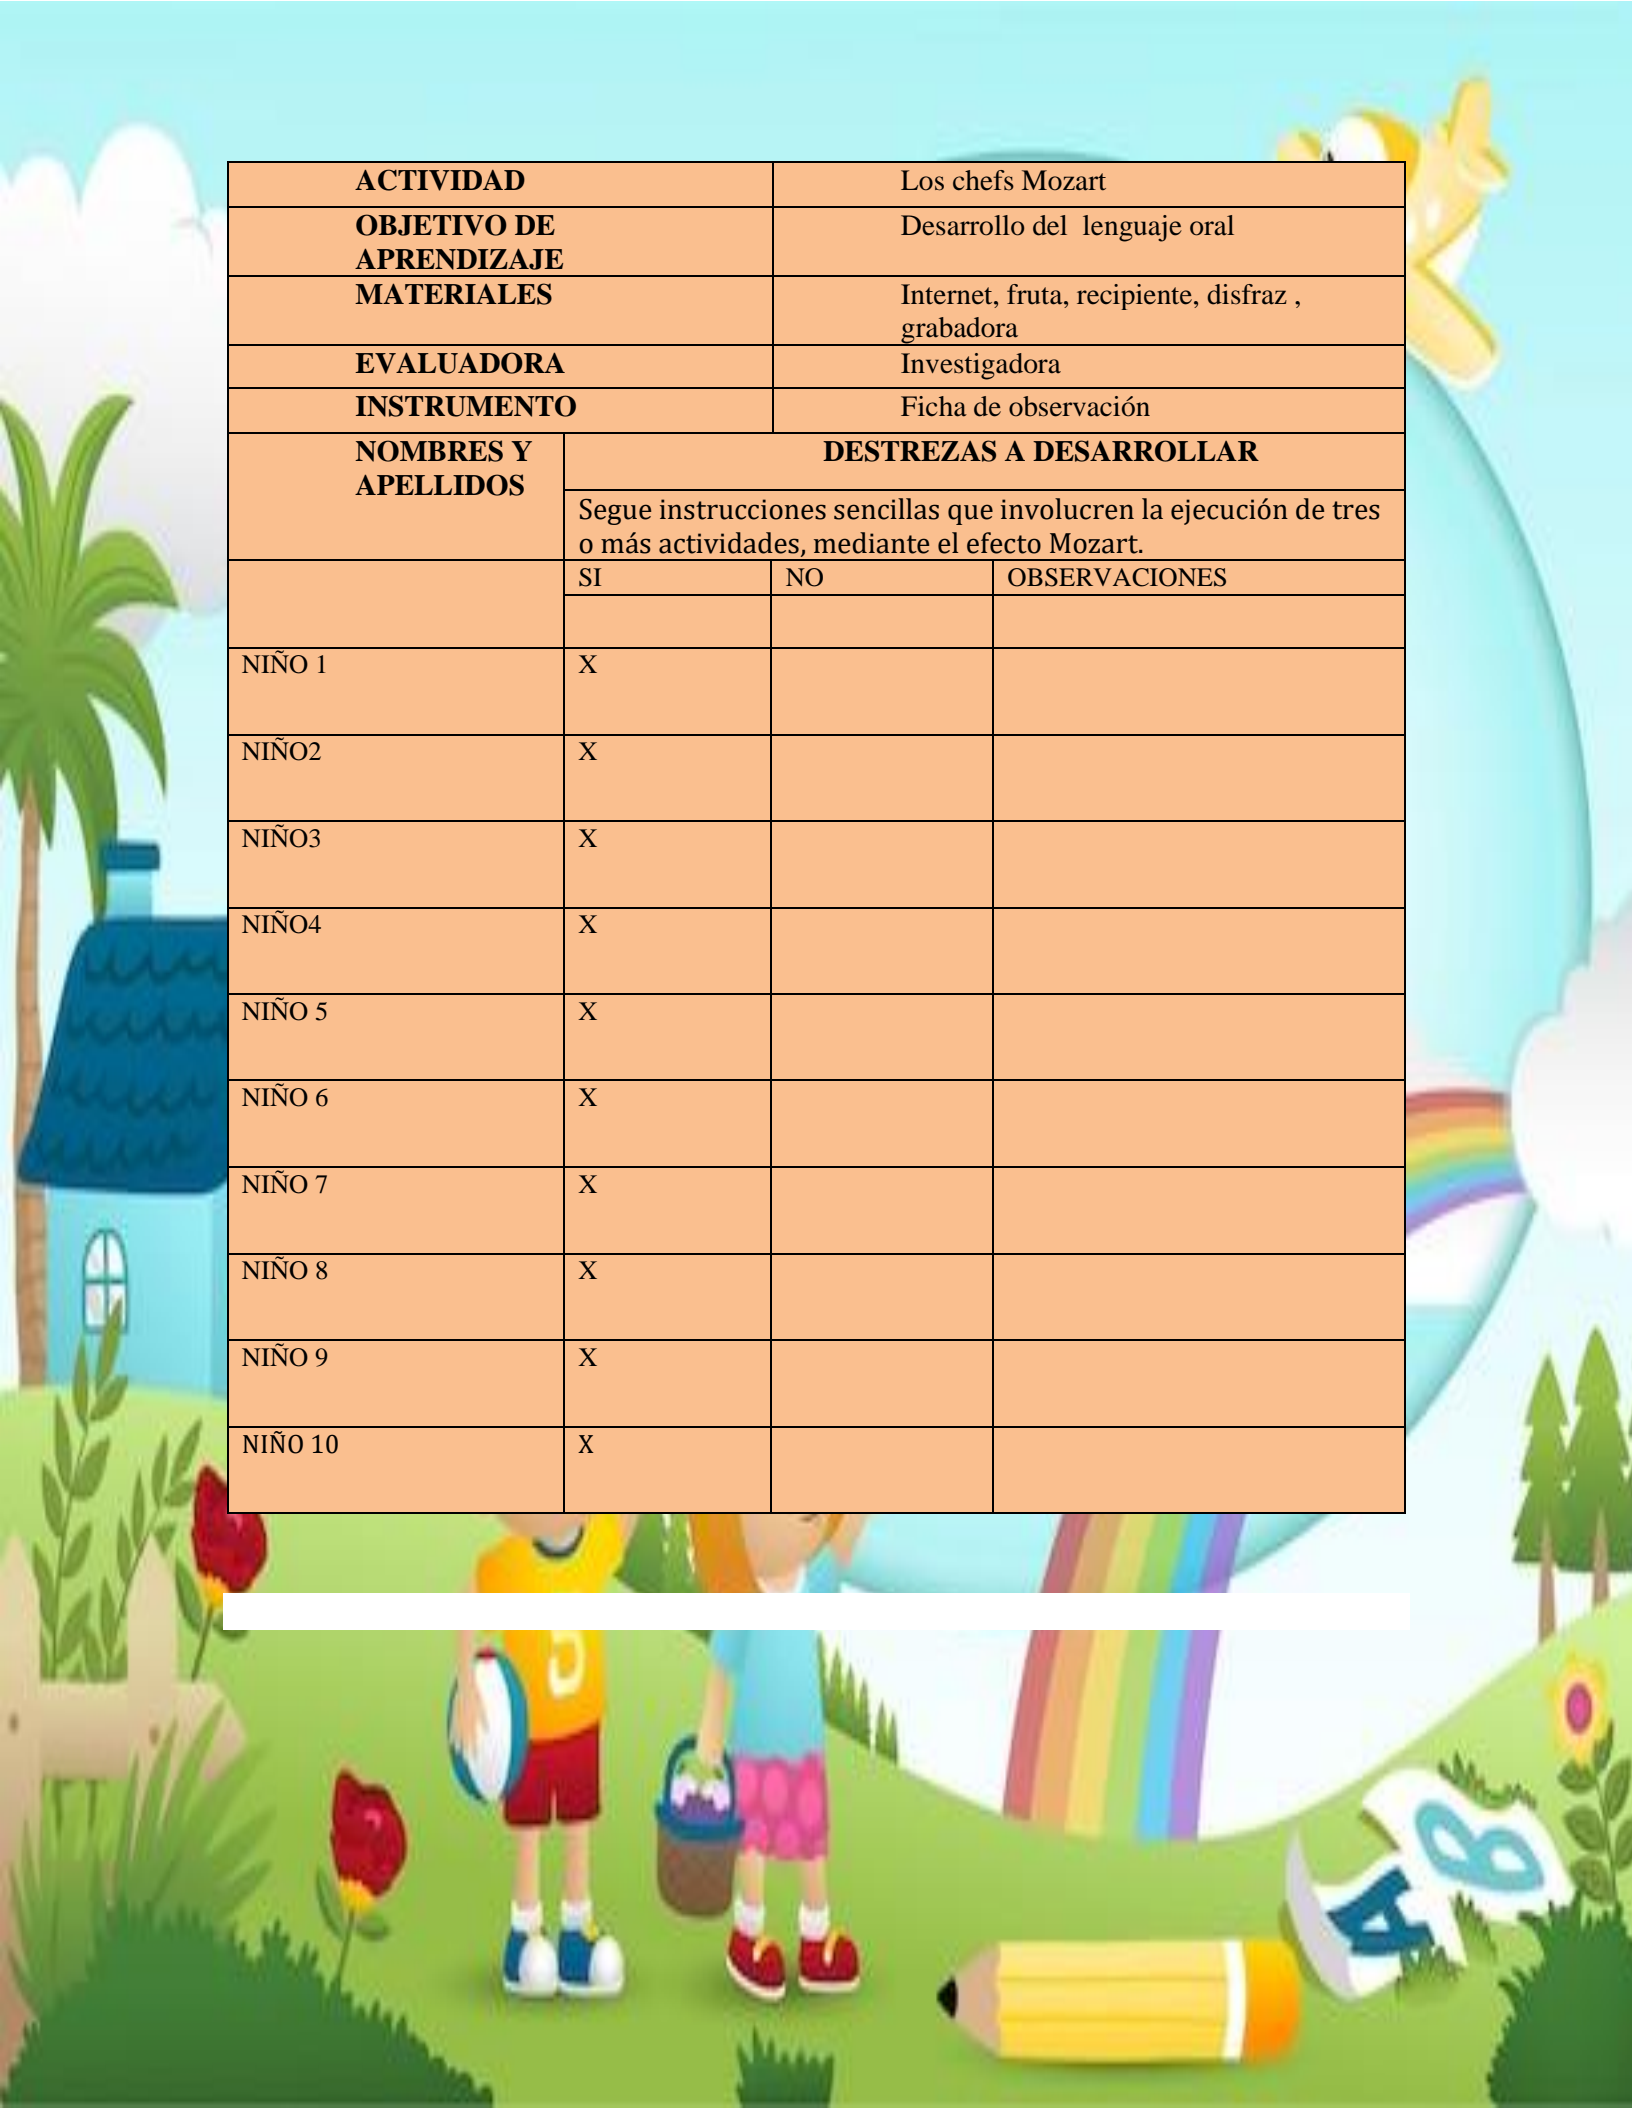 ACTIVIDAD Los chefs Mozart
OBJETIVO DE Desarrollo del lenguaje oral
APRENDIZAJE
MATERIALES Internet, fruta, recipiente, disfraz ,
grabadora
EVALUADORA Investigadora
INSTRUMENTO Ficha de observación
NOMBRES Y DESTREZAS A DESARROLLAR
APELLIDOS
Segue instrucciones sencillas que involucren la ejecución de tres
o más actividades, mediante el efecto Mozart.
SI NO OBSERVACIONES
NIÑO 1 X
NIÑO2 X
NIÑO3 X
NIÑO4 X
NIÑO 5 X
NIÑO 6 X
NIÑO 7 X
NIÑO 8 X
NIÑO 9 X
NIÑO 10 X
5
B
A